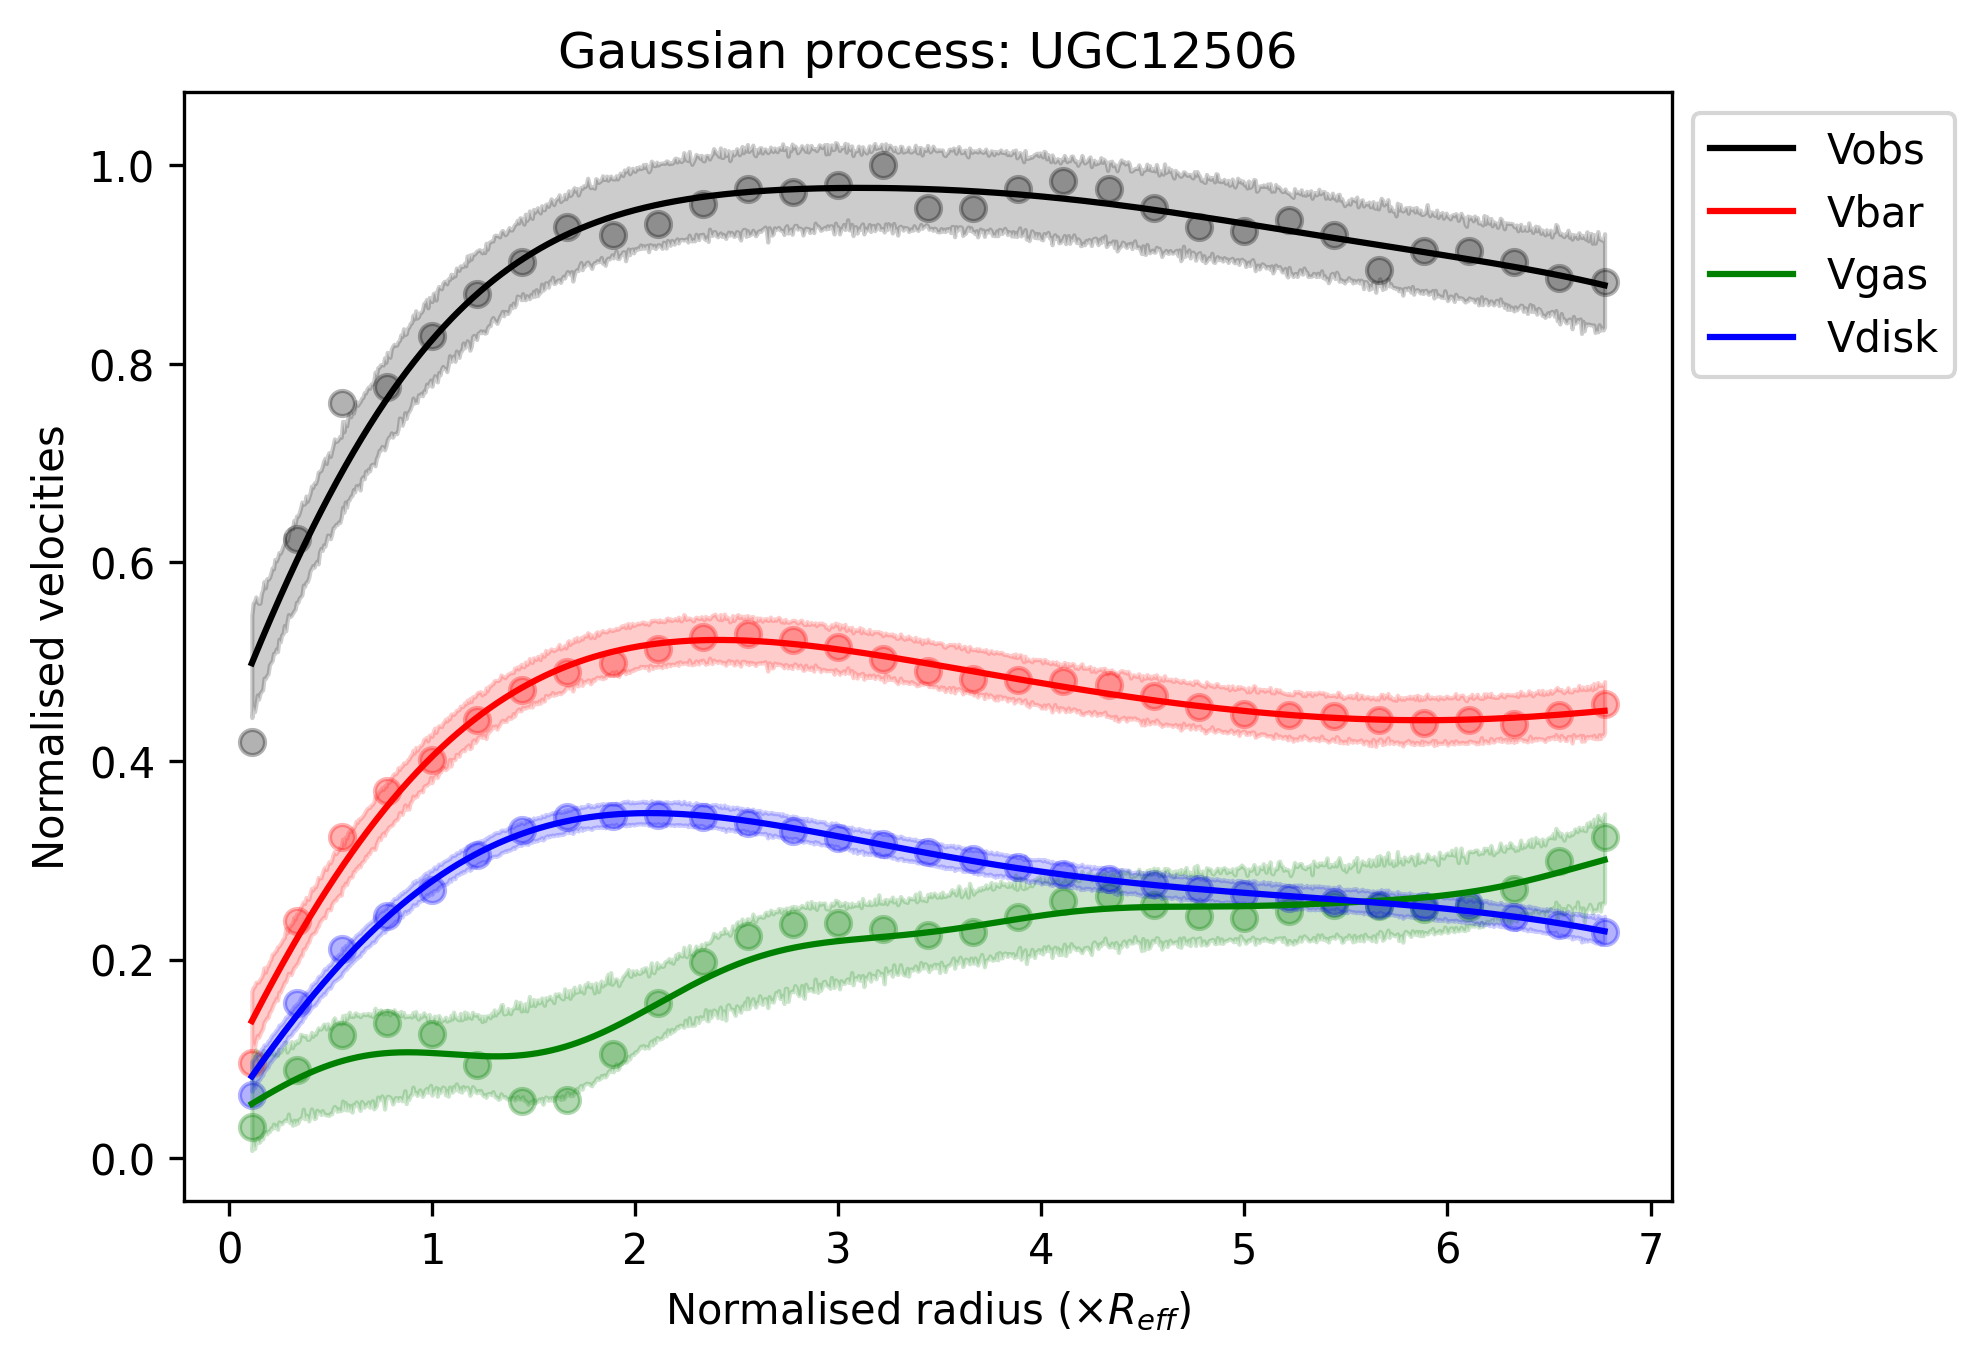 Gaussian process: UGC12506
Vobs
Vbar
Vgas
Vdisk
1.0
0.8
0.6
0.4
0.2
0.0
Normalised velocities
0 1 2 3 4 5 6 7
Normalised radius (×R_eff)